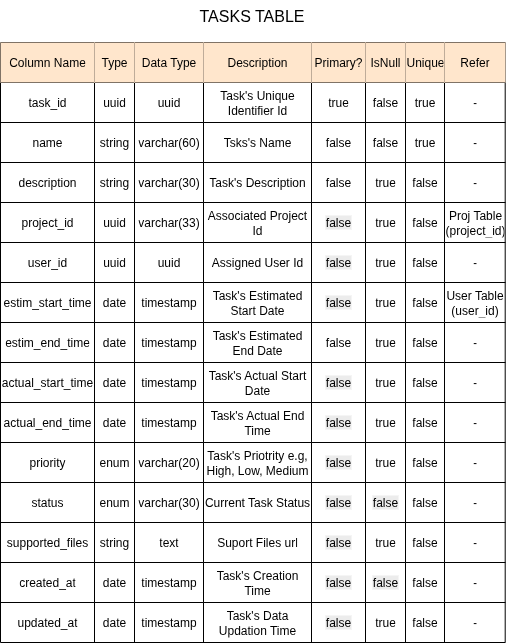 TASKS TABLE
Column Name Type Data Type Description Primary? IsNull Unique Refer
task_id uuid uuid Task's Unique Identifier Id true false true -
name string varchar(60) Tsks's Name false false true -
description string varchar(30) Task's Description false true false -
project_id uuid varchar(33) Associated Project Id false true false Proj Table (project_id)
user_id uuid uuid Assigned User Id false true false -
estim_start_time date timestamp Task's Estimated Start Date false true false User Table (user_id)
estim_end_time date timestamp Task's Estimated End Date false true false -
actual_start_time date timestamp Task's Actual Start Date false true false -
actual_end_time date timestamp Task's Actual End Time false true false -
priority enum varchar(20) Task's Priotrity e.g, High, Low, Medium false true false -
status enum varchar(30) Current Task Status false false false -
supported_files string text Suport Files url false true false -
created_at date timestamp Task's Creation Time false false false -
updated_at date timestamp Task's Data Updation Time false true false -